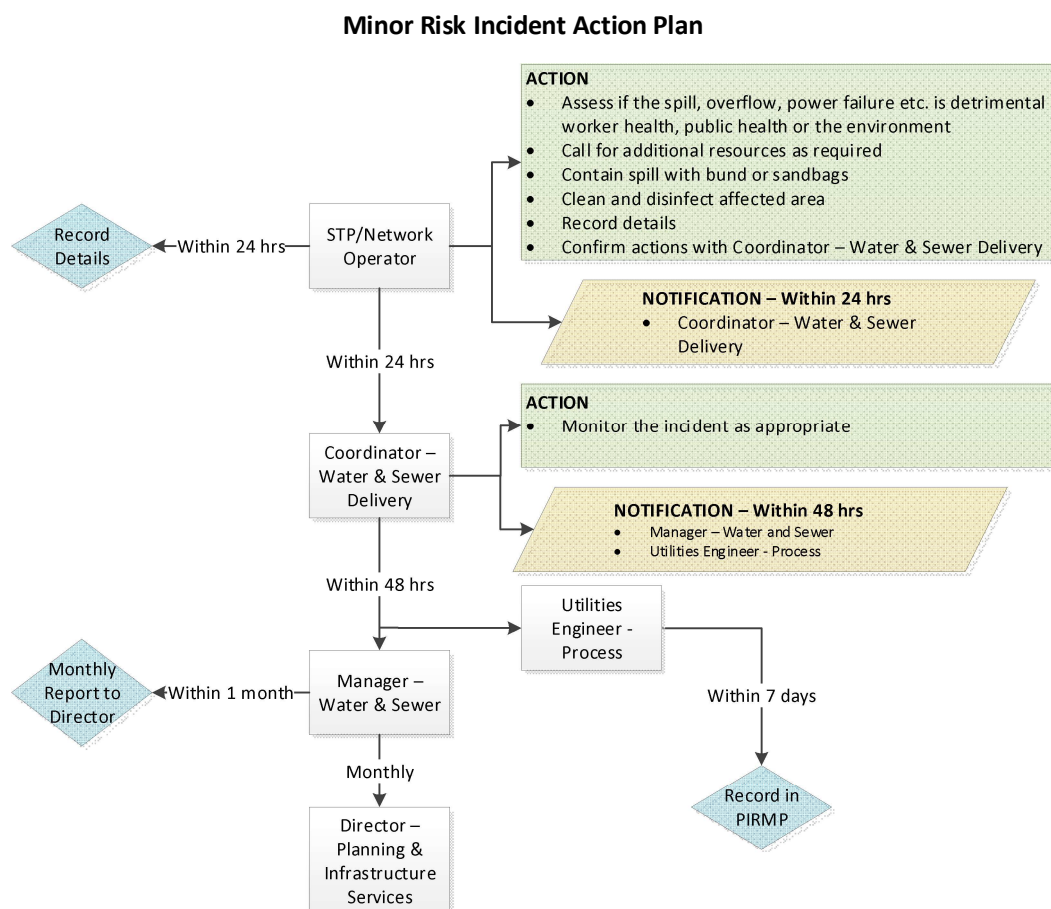 Minor Risk Incident Action Plan
ACTION
• Assess if the spill, overflow, power failure etc. is detrimental
worker health, public health or the environment
• Call for additional resources as required
• Contain spill with bund or sandbags
• Clean and disinfect affected area
• Record details
• Confirm actions with Coordinator – Water & Sewer Delivery
Record
Details
Within 24 hrs
STP/Network
Operator
NOTIFICATION – Within 24 hrs
• Coordinator – Water & Sewer
Delivery
Within 24 hrs
ACTION
• Monitor the incident as appropriate
Coordinator –
Water & Sewer
Delivery
NOTIFICATION – Within 48 hrs
• Manager – Water and Sewer
• Utilities Engineer - Process
Within 48 hrs
Utilities
Engineer -
Process
Monthly
Report to
Director
Within 1 month
Manager –
Water & Sewer
Within 7 days
Monthly
Record in
PIRMP
Director –
Planning &
Infrastructure
Services